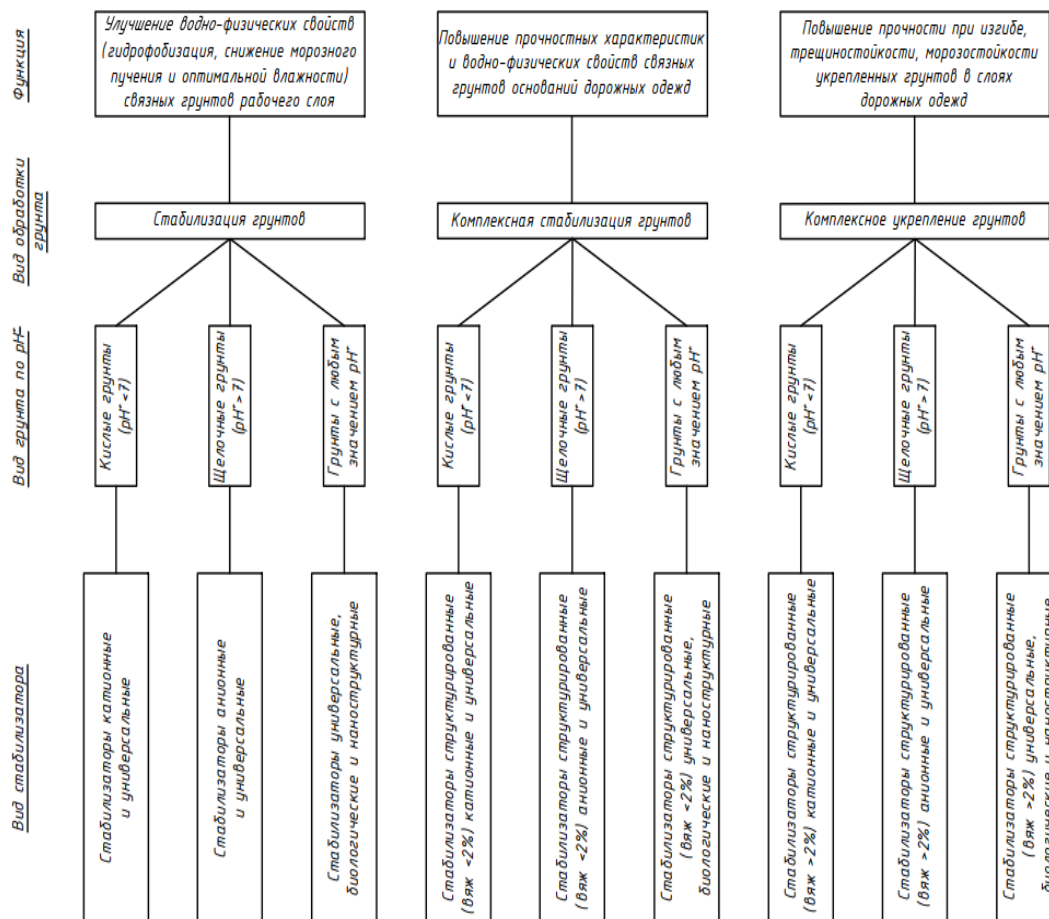 Функция
Улучшение водно-физических свойств
(гидрофобизация, снижение морозного
пучения и оптимальной влажности)
связных грунтов рабочего слоя
Повышение прочностных характеристик
и водно-физических свойств связных
грунтов оснований дорожных одежд
Повышение прочности при изгибе,
трещиностойкости, морозостойкости
укрепленных грунтов в слоях
дорожных одежд
Вид обработки
грунта
Стабилизация грунтов
Комплексная стабилизация грунтов
Комплексное укрепление грунтов
Вид грунта по pH-
Кислые грунты
(pH-<7)
Щелочные грунты
(pH->7)
Грунты с любым
значением pH-
Кислые грунты
(pH-<7)
Щелочные грунты
(pH->7)
Грунты с любым
значением pH-
Кислые грунты
(pH-<7)
Щелочные грунты
(pH->7)
Грунты с любым
значением pH-
Вид стабилизатора
Стабилизаторы катионные
и универсальные
Стабилизаторы анионные
и универсальные
Стабилизаторы универсальные,
биологические и наноструктурные
Стабилизаторы структурированные
(вяж <2%) катионные и универсальные
Стабилизаторы структурированные
(вяж <2%) анионные и универсальные
Стабилизаторы структурированные
(вяж <2%) универсальные,
биологические и наноструктурные
Стабилизаторы структурированные
(вяж >2%) катионные и универсальные
Стабилизаторы структурированные
(вяж >2%) анионные и универсальные
Стабилизаторы структурированные
(вяж >2%) универсальные,
биологические и наноструктурные